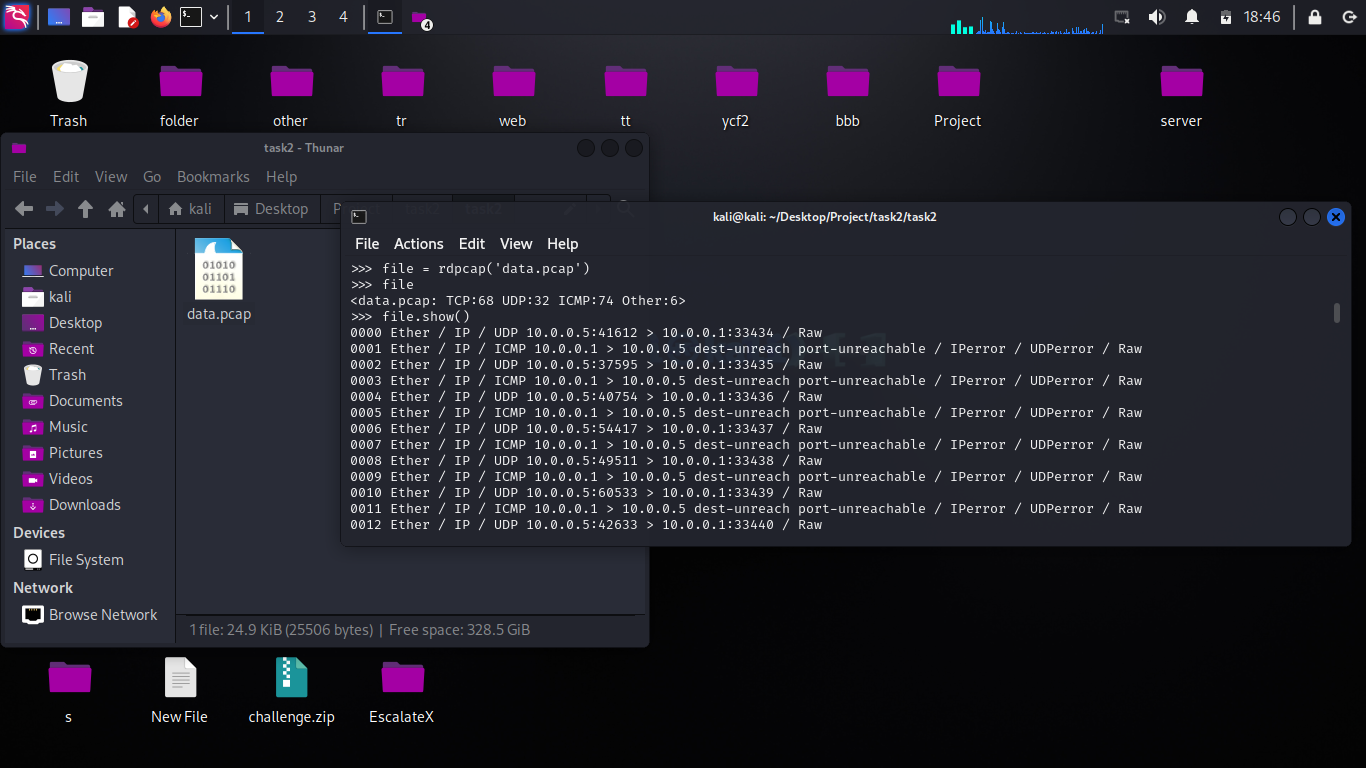 1 2 3 4
4
18:46
Trash folder other tr web tt ycf2 bbb Project server
task2 - Thunar
File Edit View Go Bookmarks Help
kali Desktop
Places
Computer
kali
Desktop
Recent
Trash
Documents
Music
Pictures
Videos
Downloads
Devices
File System
Network
Browse Network
01010
01101
01110
data.pcap
1 file: 24.9 KiB (25506 bytes) | Free space: 328.5 GiB
kali@kali: ~/Desktop/Project/task2/task2
File Actions Edit View Help
>>> file = rdpcap('data.pcap')
>>> file
<data.pcap: TCP:68 UDP:32 ICMP:74 Other:6>
>>> file.show()
0000 Ether / IP / UDP 10.0.0.5:41612 > 10.0.0.1:33434 / Raw
0001 Ether / IP / ICMP 10.0.0.1 > 10.0.0.5 dest-unreach port-unreachable / IPerror / UDPerror / Raw
0002 Ether / IP / UDP 10.0.0.5:37595 > 10.0.0.1:33435 / Raw
0003 Ether / IP / ICMP 10.0.0.1 > 10.0.0.5 dest-unreach port-unreachable / IPerror / UDPerror / Raw
0004 Ether / IP / UDP 10.0.0.5:40754 > 10.0.0.1:33436 / Raw
0005 Ether / IP / ICMP 10.0.0.1 > 10.0.0.5 dest-unreach port-unreachable / IPerror / UDPerror / Raw
0006 Ether / IP / UDP 10.0.0.5:54417 > 10.0.0.1:33437 / Raw
0007 Ether / IP / ICMP 10.0.0.1 > 10.0.0.5 dest-unreach port-unreachable / IPerror / UDPerror / Raw
0008 Ether / IP / UDP 10.0.0.5:49511 > 10.0.0.1:33438 / Raw
0009 Ether / IP / ICMP 10.0.0.1 > 10.0.0.5 dest-unreach port-unreachable / IPerror / UDPerror / Raw
0010 Ether / IP / UDP 10.0.0.5:60533 > 10.0.0.1:33439 / Raw
0011 Ether / IP / ICMP 10.0.0.1 > 10.0.0.5 dest-unreach port-unreachable / IPerror / UDPerror / Raw
0012 Ether / IP / UDP 10.0.0.5:42633 > 10.0.0.1:33440 / Raw
s New File challenge.zip EscalateX